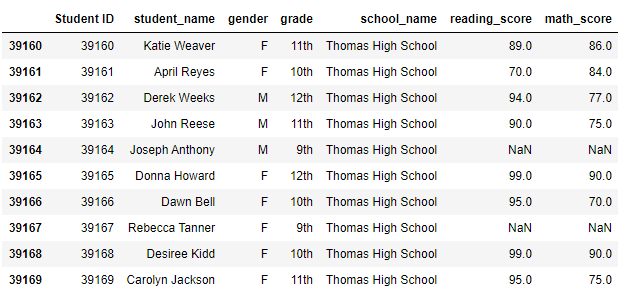 Student ID student_name gender grade school_name reading_score math_score
39160 39160 Katie Weaver F 11th Thomas High School 89.0 86.0
39161 39161 April Reyes F 10th Thomas High School 70.0 84.0
39162 39162 Derek Weeks M 12th Thomas High School 94.0 77.0
39163 39163 John Reese M 11th Thomas High School 90.0 75.0
39164 39164 Joseph Anthony M 9th Thomas High School NaN NaN
39165 39165 Donna Howard F 12th Thomas High School 99.0 90.0
39166 39166 Dawn Bell F 10th Thomas High School 95.0 70.0
39167 39167 Rebecca Tanner F 9th Thomas High School NaN NaN
39168 39168 Desiree Kidd F 10th Thomas High School 99.0 90.0
39169 39169 Carolyn Jackson F 11th Thomas High School 95.0 75.0